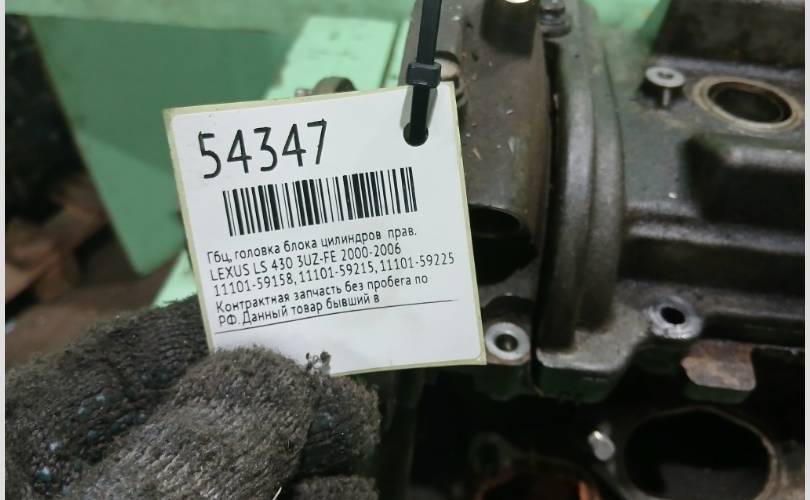 54347
Гбц, головка блока цилиндров прав.
LEXUS LS 430 3UZ-FE 2000-2006
11101-59158, 11101-59215, 11101-59225
Контрактная запчасть без пробега по
РФ. Данный товар бывший в